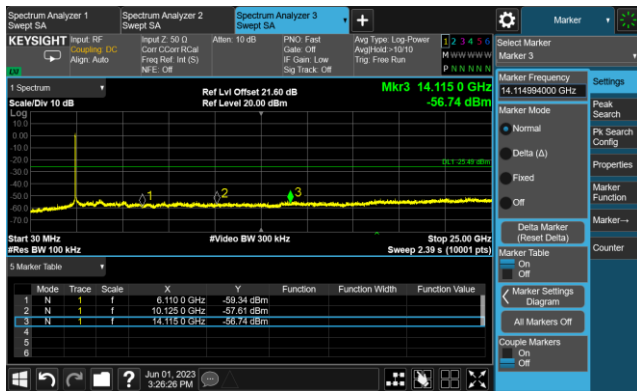 Spectrum Analyzer 1
Swept SA
Spectrum Analyzer 2
Swept SA
Spectrum Analyzer 3
Swept SA
Marker
KEYSIGHT
Input: RF
Coupling: DC
Align: Auto
Input Z: 50 Ω
Corr CCorr RCal
Freq Ref: Int (S)
NFE: Off
Atten: 10 dB
PNO: Fast
Gate: Off
IF Gain: Low
Sig Track: Off
Avg Type: Log-Power
Avg|Hold:>10/10
Trig: Free Run
1 2 3 4 5 6
M W W W W W
P N N N N N
Select Marker
Marker 3
1 Spectrum
Scale/Div 10 dB
Ref Lvl Offset 21.60 dB
Ref Level 20.00 dBm
Mkr3 14.115 0 GHz
-56.74 dBm
Log
10.0
0.00
-10.0
-20.0
-30.0
-40.0
-50.0
-60.0
-70.0
DL1 -25.49 dBm
1
2
3
Start 30 MHz
#Res BW 100 kHz
#Video BW 300 kHz
Stop 25.00 GHz
Sweep 2.39 s (10001 pts)
5 Marker Table
Mode Trace Scale X Y Function Function Width Function Value
1 N 1 f 6.110 0 GHz -59.34 dBm
2 N 1 f 10.125 0 GHz -57.61 dBm
3 N 1 f 14.115 0 GHz -56.74 dBm
4
5
6
Marker Frequency
14.114994000 GHz
Marker Mode
Normal
Delta (Δ)
Fixed
Off
Delta Marker
(Reset Delta)
Marker Table
On
Off
Marker Settings
Diagram
All Markers Off
Couple Markers
On
Off
Settings
Peak
Search
Pk Search
Config
Properties
Marker
Function
Marker→
Counter
?
Jun 01, 2023
3:26:26 PM